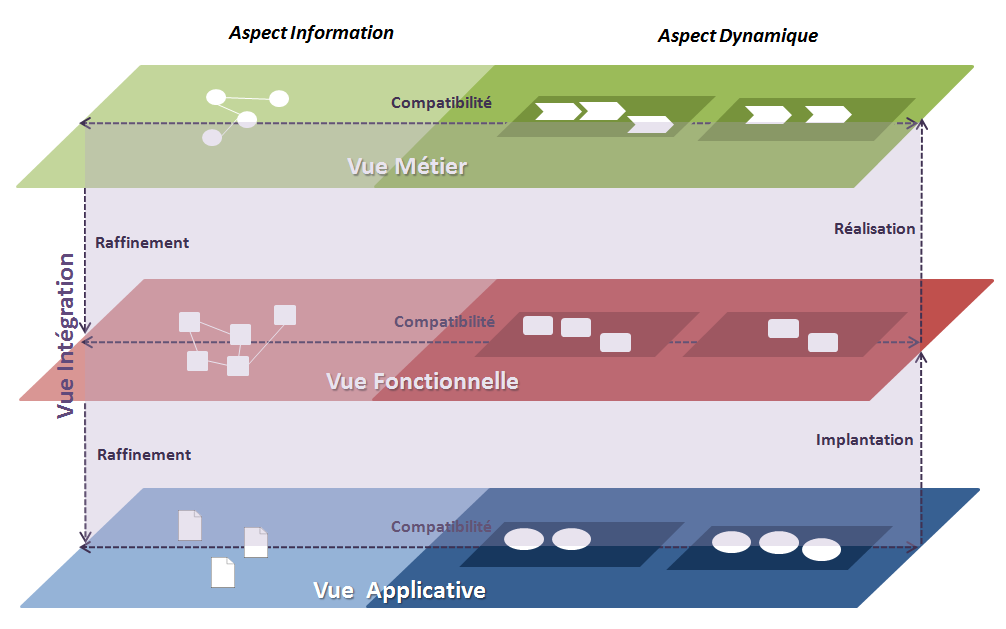 Aspect Information
Aspect Dynamique
Compatibilité
Vue Métier
Raffinement
Réalisation
Vue Intégration
Compatibilité
Vue Fonctionnelle
Raffinement
Implantation
Compatibilité
Vue Applicative